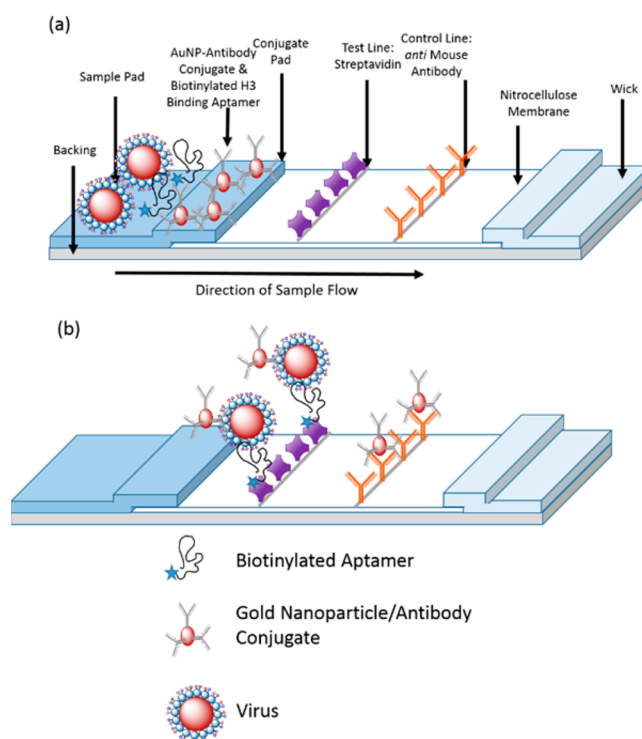 (a)
AuNP-Antibody
Conjugate &
Biotinylated H3
Binding Aptamer
Conjugate
Pad
Test Line:
Streptavidin
Control Line:
anti Mouse
Antibody
Sample Pad
Nitrocellulose
Membrane
Wick
Backing
Direction of Sample Flow
(b)
Biotinylated Aptamer
Gold Nanoparticle/Antibody
Conjugate
Virus